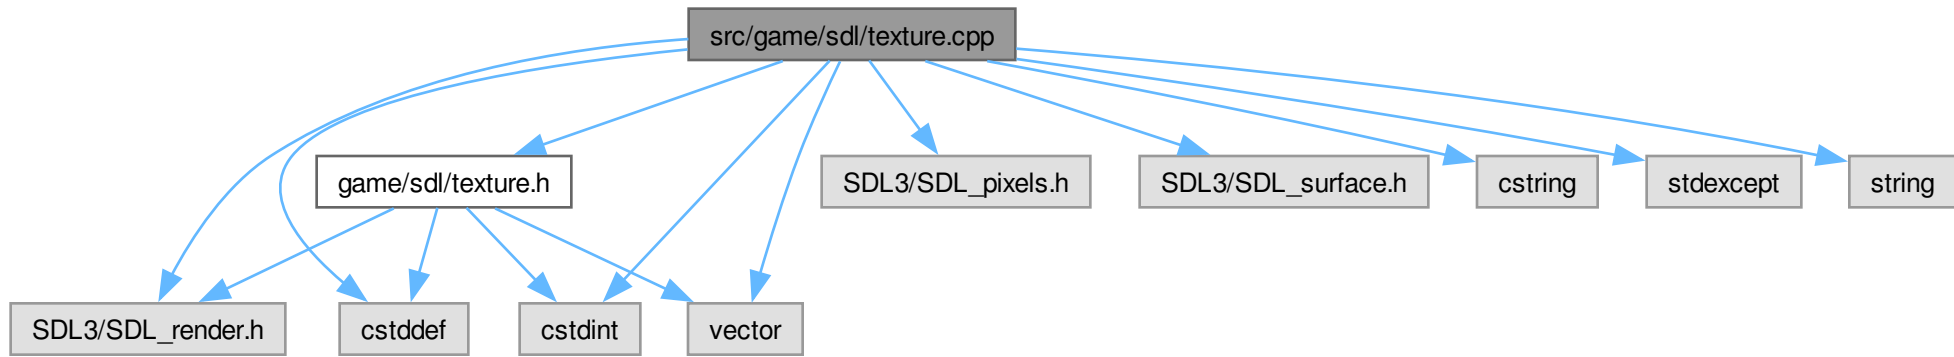 src/game/sdl/texture.cpp
game/sdl/texture.h
SDL3/SDL_pixels.h
SDL3/SDL_surface.h
cstring
stdexcept
string
SDL3/SDL_render.h
cstddef
cstdint
vector